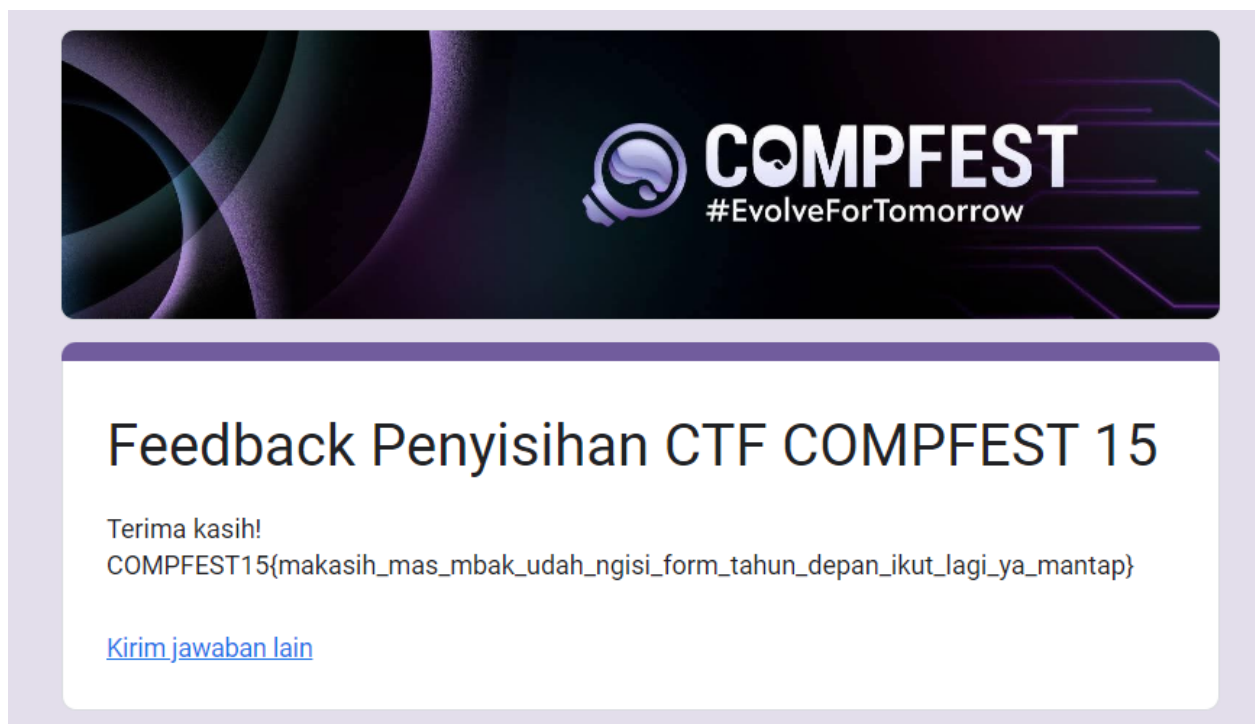 COMPFEST
#EvolveForTomorrow
Feedback Penyisihan CTF COMPFEST 15
Terima kasih!
COMPFEST15{makasih_mas_mbak_udah_ngisi_form_tahun_depan_ikut_lagi_ya_mantap}
Kirim jawaban lain